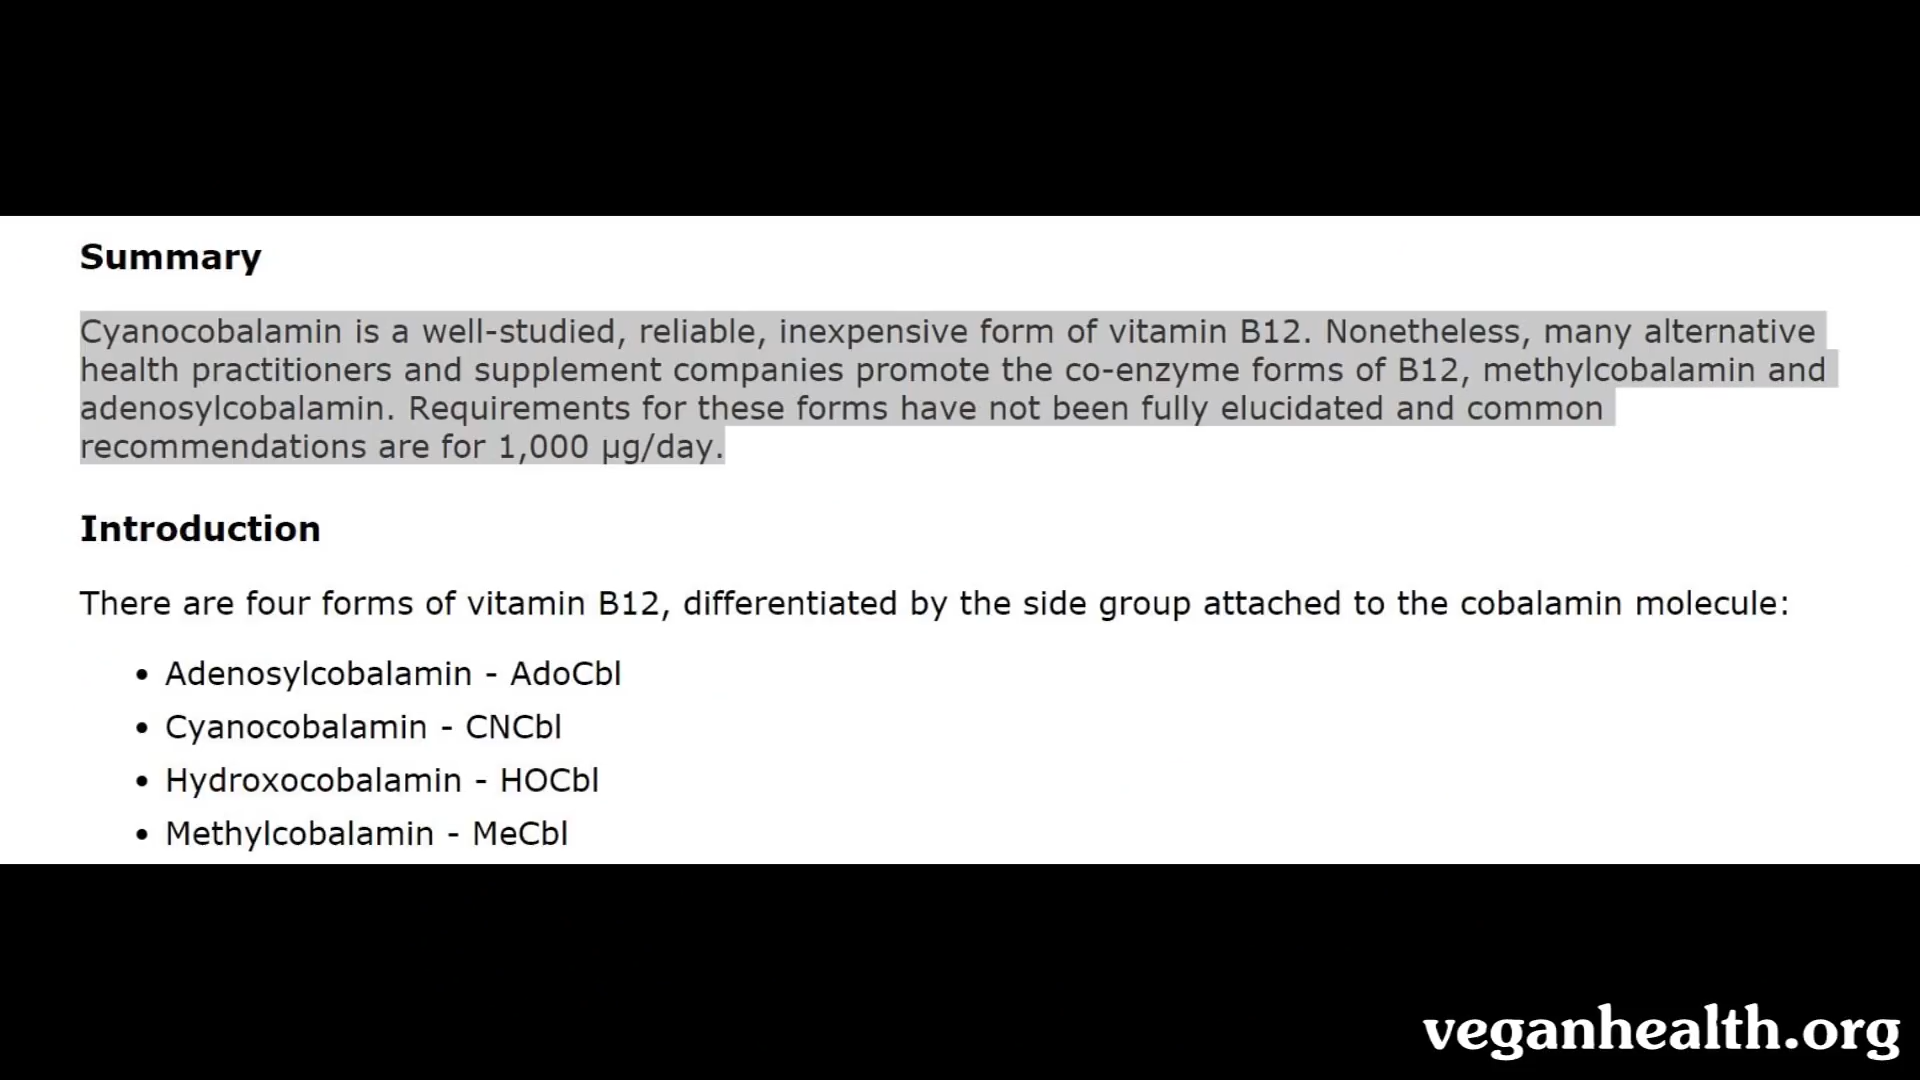 Summary
Cyanocobalamin is a well-studied, reliable, inexpensive form of vitamin B12. Nonetheless, many alternative
health practitioners and supplement companies promote the co-enzyme forms of B12, methylcobalamin and
adenosylcobalamin. Requirements for these forms have not been fully elucidated and common
recommendations are for 1,000 µg/day.
Introduction
There are four forms of vitamin B12, differentiated by the side group attached to the cobalamin molecule:
• Adenosylcobalamin - AdoCbl
• Cyanocobalamin - CNCbl
• Hydroxocobalamin - HOCbl
• Methylcobalamin - MeCbl
veganhealth.org